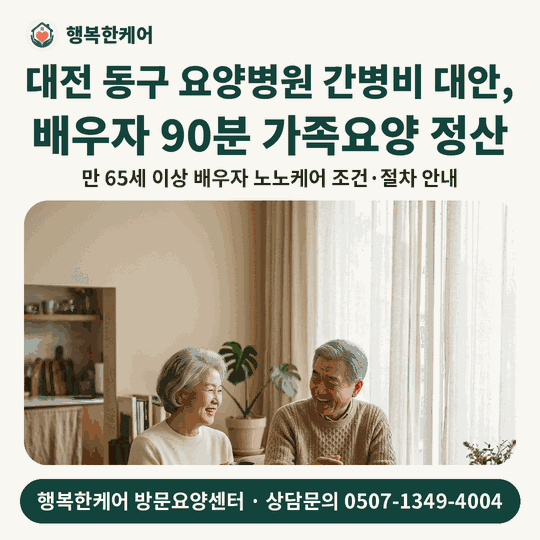 행복한케어
대전 동구 요양병원 간병비 대안,
배우자 90분 가족요양 정산
만 65세 이상 배우자 노노케어 조건·절차 안내
행복한케어 방문요양센터 · 상담문의 0507-1349-4004